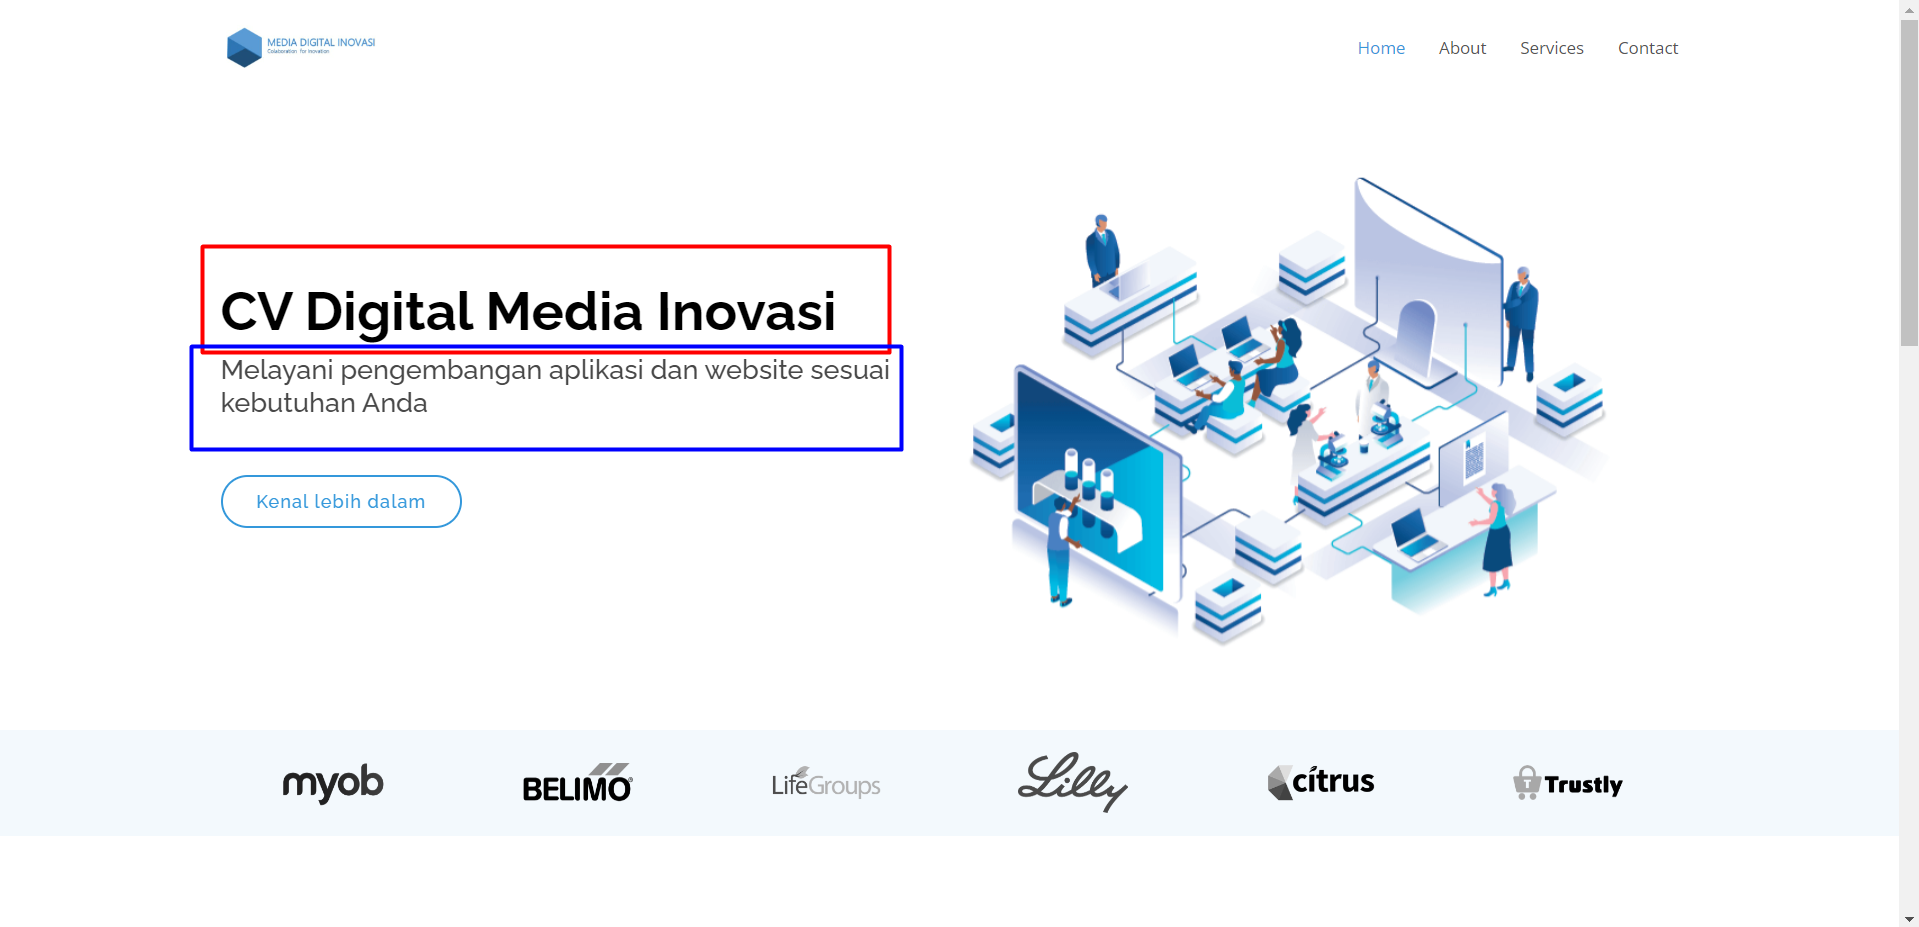 MEDIA DIGITAL INOVASI
Colaboration for Inovation
Home About Services Contact
CV Digital Media Inovasi
Melayani pengembangan aplikasi dan website sesuai
kebutuhan Anda
Kenal lebih dalam
myob BELIMO® LifeGroups Lilly citrus Trustly